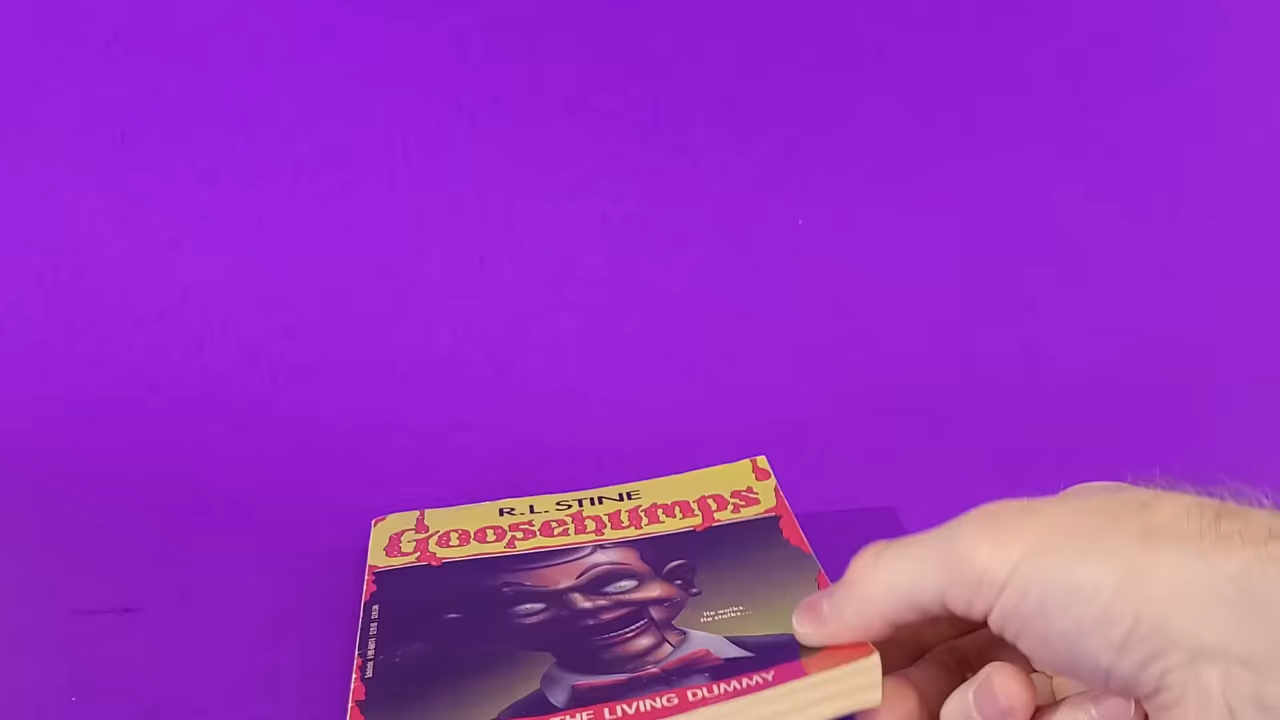 R.L. STINE
Goosebumps
He walks.
He stalks...
THE LIVING DUMMY